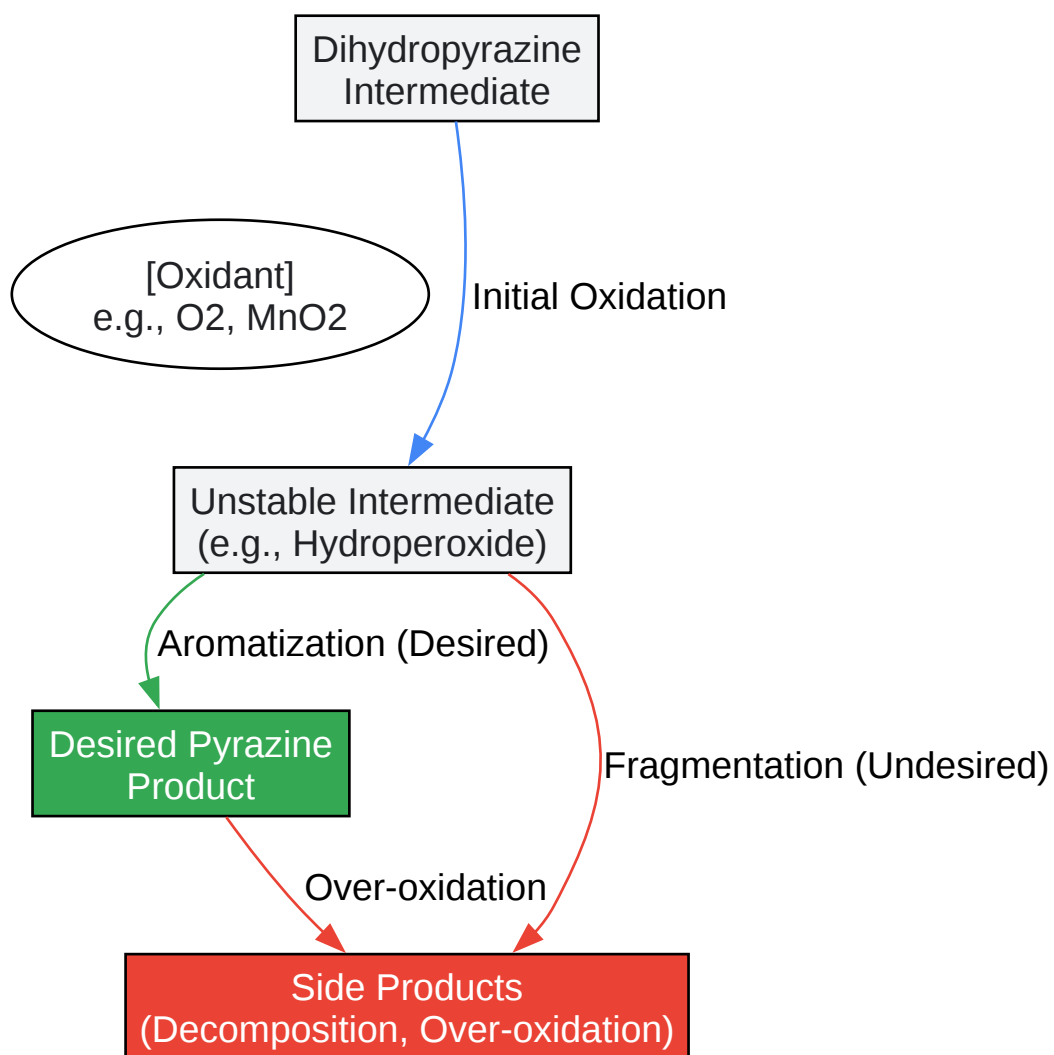 Dihydropyrazine
Intermediate
[Oxidant]
e.g., O2, MnO2
Initial Oxidation
Unstable Intermediate
(e.g., Hydroperoxide)
Aromatization (Desired)
Desired Pyrazine
Product
Fragmentation (Undesired)
Over-oxidation
Side Products
(Decomposition, Over-oxidation)